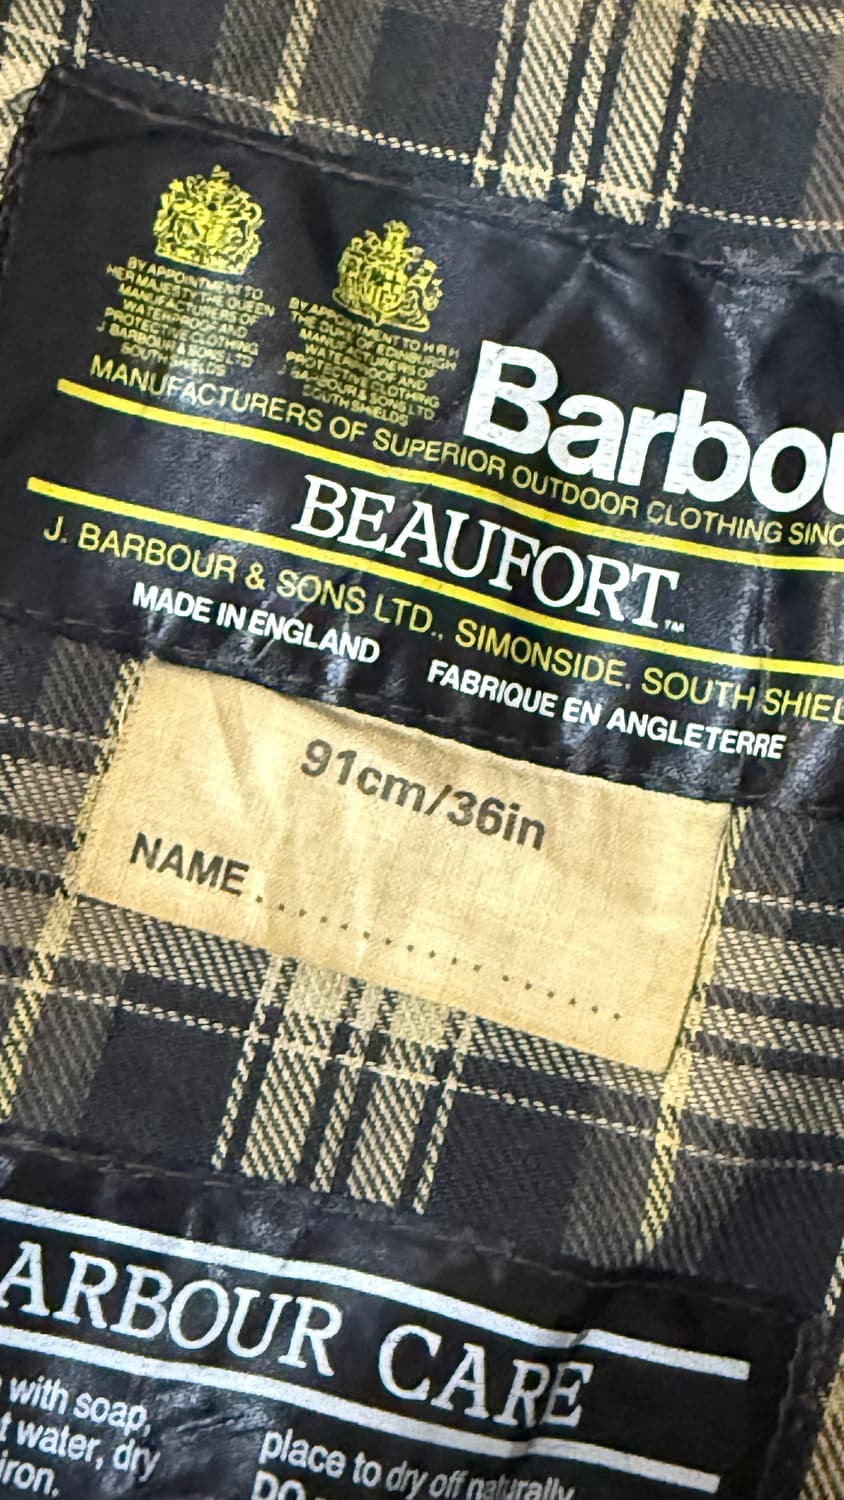 BY APPOINTMENT TO
HER MAJESTY THE QUEEN
MANUFACTURERS OF
WATERPROOF AND
PROTECTIVE CLOTHING
J BARBOUR & SONS LTD
SOUTH SHIELDS
BY APPOINTMENT TO H R H
THE DUKE OF EDINBURGH
MANUFACTURERS OF
WATERPROOF AND
PROTECTIVE CLOTHING
J BARBOUR & SONS LTD
SOUTH SHIELDS
Barbou
MANUFACTURERS OF SUPERIOR OUTDOOR CLOTHING SINC
BEAUFORT™
J. BARBOUR & SONS LTD., SIMONSIDE, SOUTH SHIEL
MADE IN ENGLAND FABRIQUE EN ANGLETERRE
91cm/36in
NAME....................
ARBOUR CARE
with soap,
t water, dry
iron.
place to dry off naturally
DO